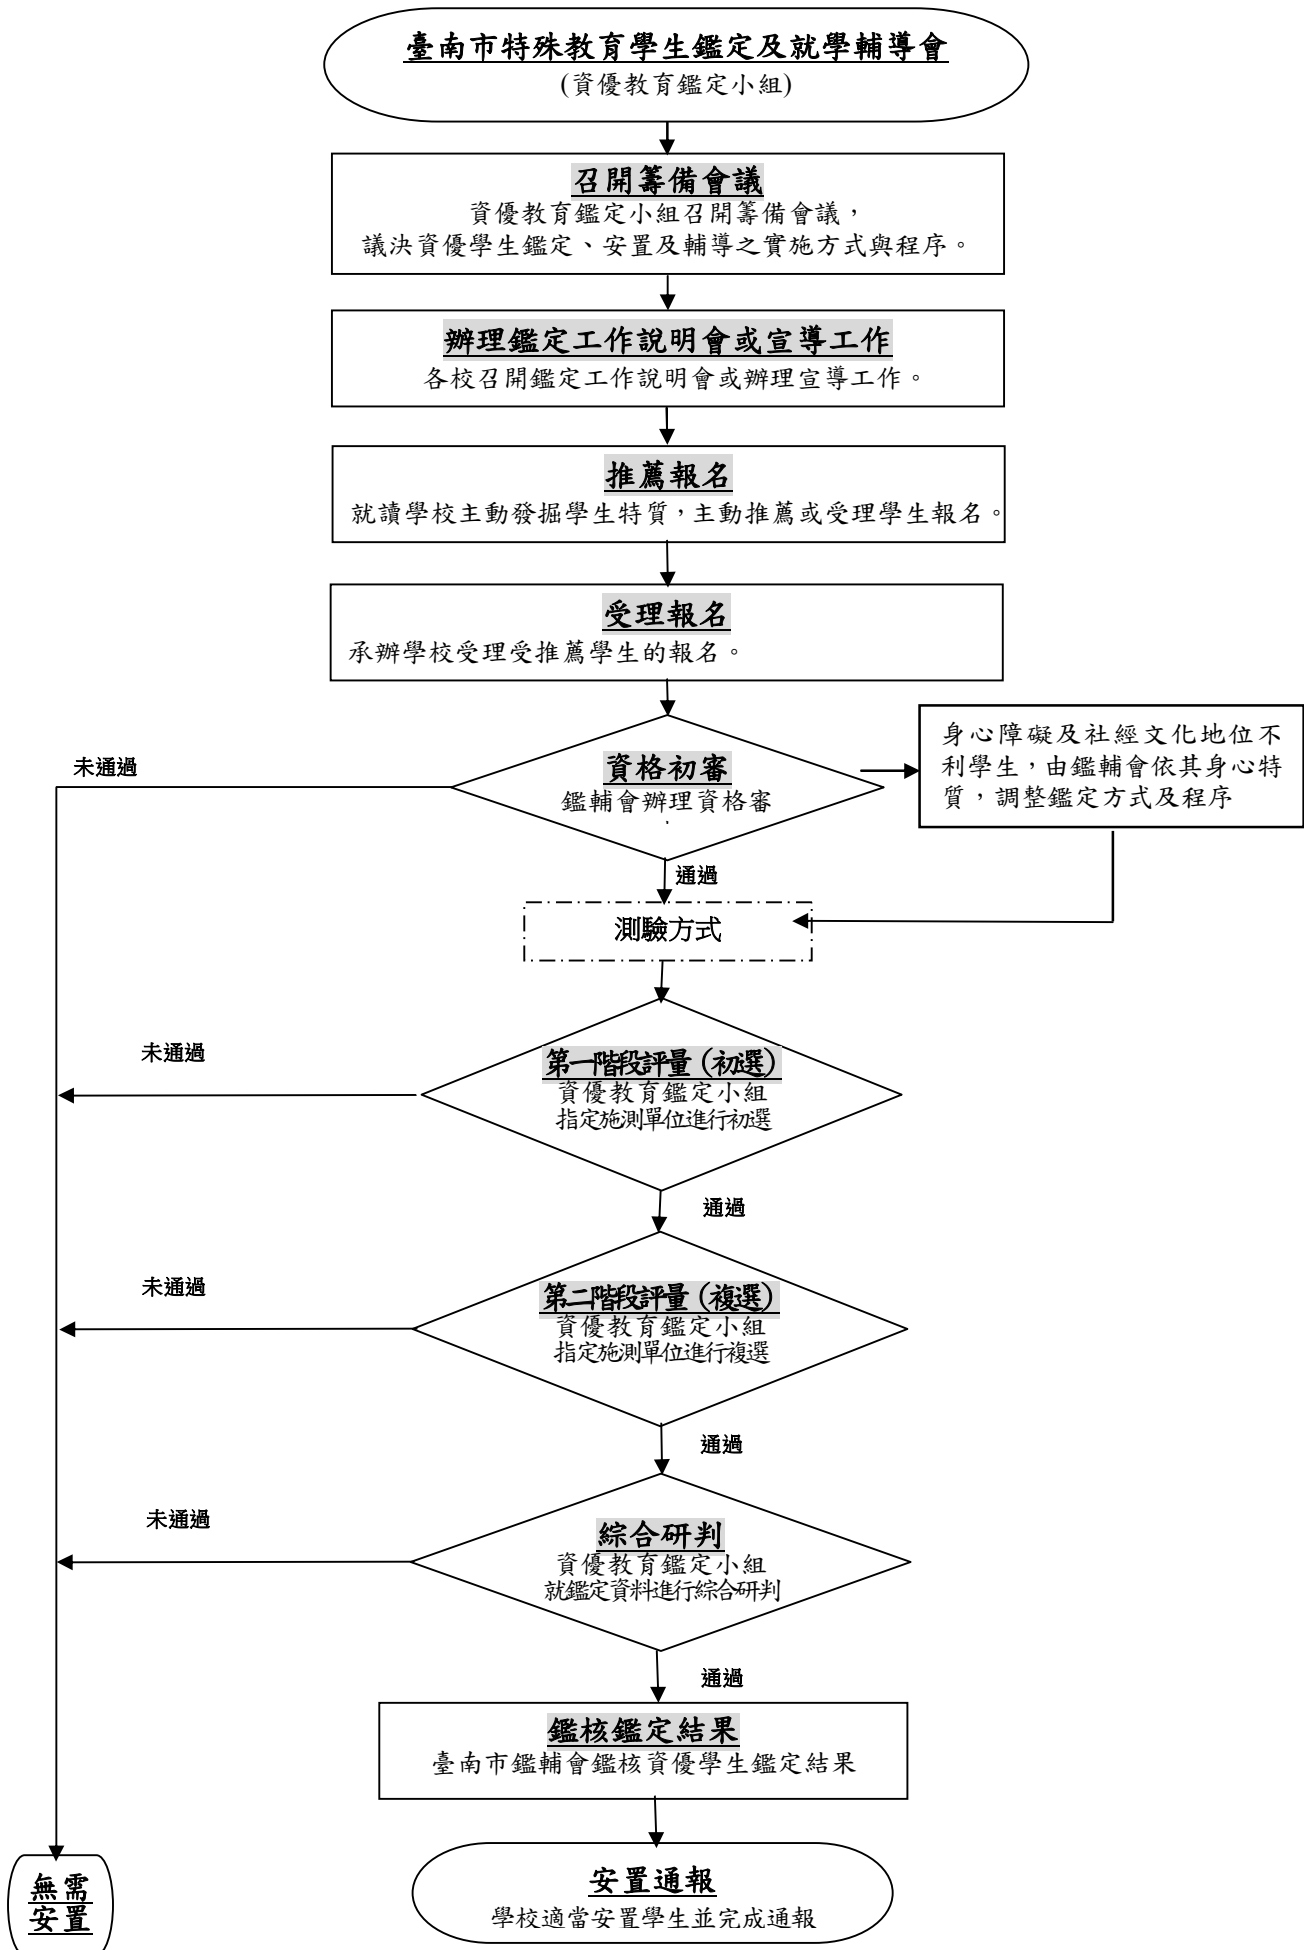 臺南市特殊教育學生鑑定及就學輔導會
(資優教育鑑定小組)
召開籌備會議
資優教育鑑定小組召開籌備會議，
議決資優學生鑑定、安置及輔導之實施方式與程序。
辦理鑑定工作說明會或宣導工作
各校召開鑑定工作說明會或辦理宣導工作。
推薦報名
就讀學校主動發掘學生特質，主動推薦或受理學生報名。
受理報名
承辦學校受理受推薦學生的報名。
未通過
資格初審
鑑輔會辦理資格審
身心障礙及社經文化地位不
利學生，由鑑輔會依其身心特
質，調整鑑定方式及程序
通過
測驗方式
未通過
第一階段評量（初選）
資優教育鑑定小組
指定施測單位進行初選
通過
未通過
第二階段評量（複選）
資優教育鑑定小組
指定施測單位進行複選
通過
未通過
綜合研判
資優教育鑑定小組
就鑑定資料進行綜合研判
通過
鑑核鑑定結果
臺南市鑑輔會鑑核資優學生鑑定結果
無需
安置
安置通報
學校適當安置學生並完成通報